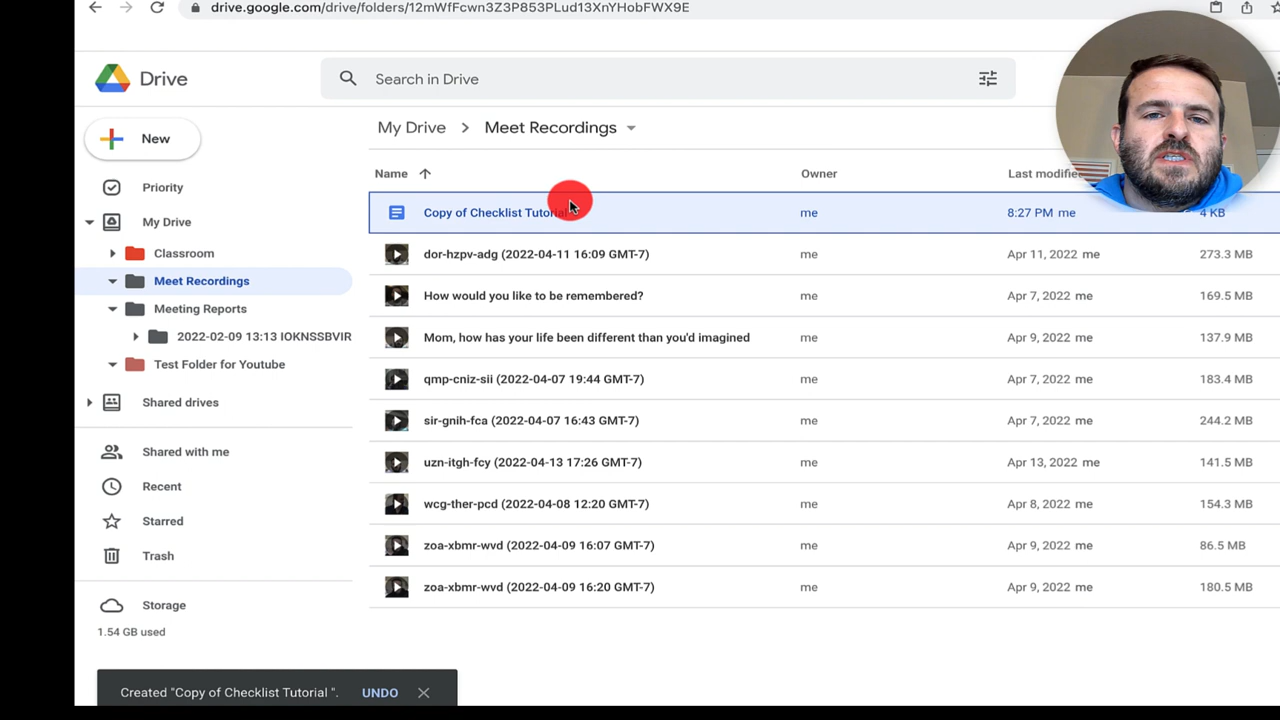 drive.google.com/drive/folders/12mWfFcwn3Z3P853PLud13XnYHobFWX9E
Drive
Search in Drive
New
My Drive > Meet Recordings
Name
Owner
Last modified
Priority
My Drive
Classroom
Meet Recordings
Meeting Reports
2022-02-09 13:13 IOKNSSBVIR
Test Folder for Youtube
Shared drives
Shared with me
Recent
Starred
Trash
Storage
1.54 GB used
Copy of Checklist Tutorial me 8:27 PM me 4 KB
dor-hzpv-adg (2022-04-11 16:09 GMT-7) me Apr 11, 2022 me 273.3 MB
How would you like to be remembered? me Apr 7, 2022 me 169.5 MB
Mom, how has your life been different than you'd imagined me Apr 9, 2022 me 137.9 MB
qmp-cniz-sii (2022-04-07 19:44 GMT-7) me Apr 7, 2022 me 183.4 MB
sir-gnih-fca (2022-04-07 16:43 GMT-7) me Apr 7, 2022 me 244.2 MB
uzn-itgh-fcy (2022-04-13 17:26 GMT-7) me Apr 13, 2022 me 141.5 MB
wcg-ther-pcd (2022-04-08 12:20 GMT-7) me Apr 8, 2022 me 154.3 MB
zoa-xbmr-wvd (2022-04-09 16:07 GMT-7) me Apr 9, 2022 me 86.5 MB
zoa-xbmr-wvd (2022-04-09 16:20 GMT-7) me Apr 9, 2022 me 180.5 MB
Created "Copy of Checklist Tutorial ". UNDO